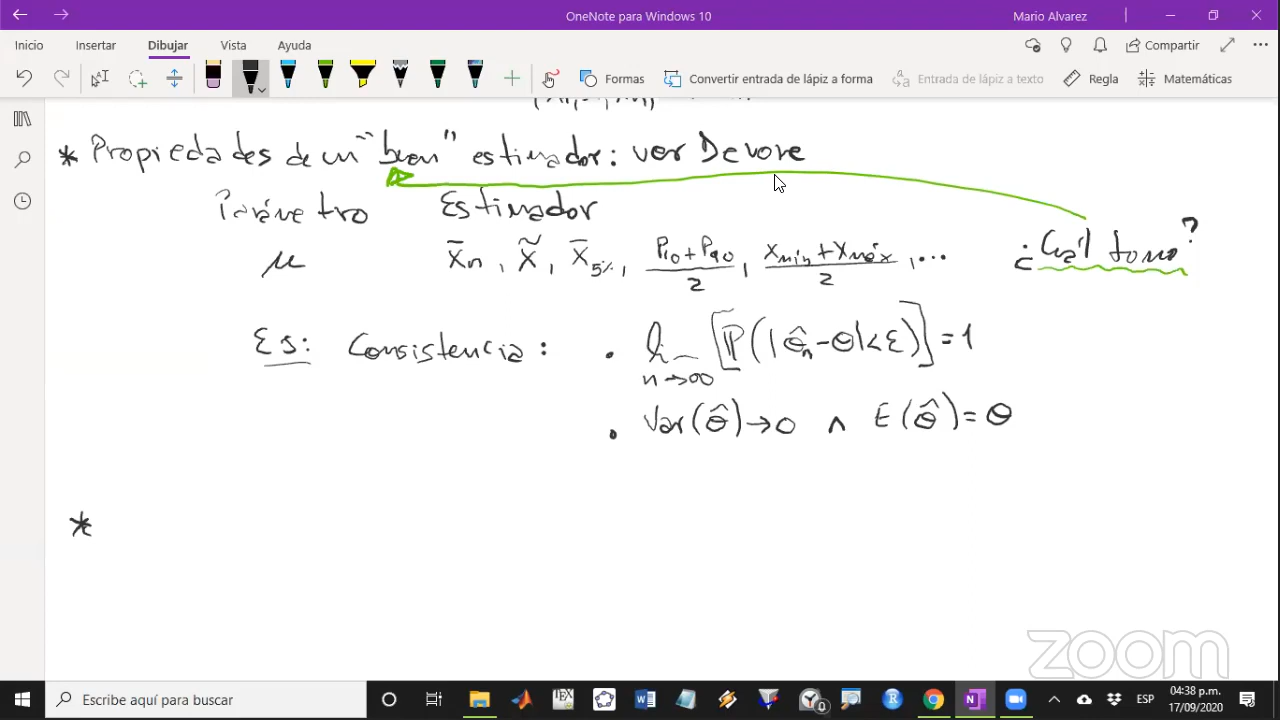 OneNote para Windows 10
Mario Alvarez
Inicio Insertar Dibujar Vista Ayuda
Compartir
Formas Convertir entrada de lápiz a forma Entrada de lápiz a texto Regla Matemáticas
* Propiedades de un "buen" estimador: ver Devore
Parámetro Estimador
μ X̄n, X̃, X̄5%, (P10+P90)/2, (Xmín+Xmáx)/2, ... ¿Cuál tomo?
Es: Consistencia: • lim n→∞ [ℙ(|θ̂n-θ|<ε)]=1
• Var(θ̂)→0 ∧ E(θ̂)=θ
*
zoom
Escribe aquí para buscar
ESP
04:38 p.m.
17/09/2020